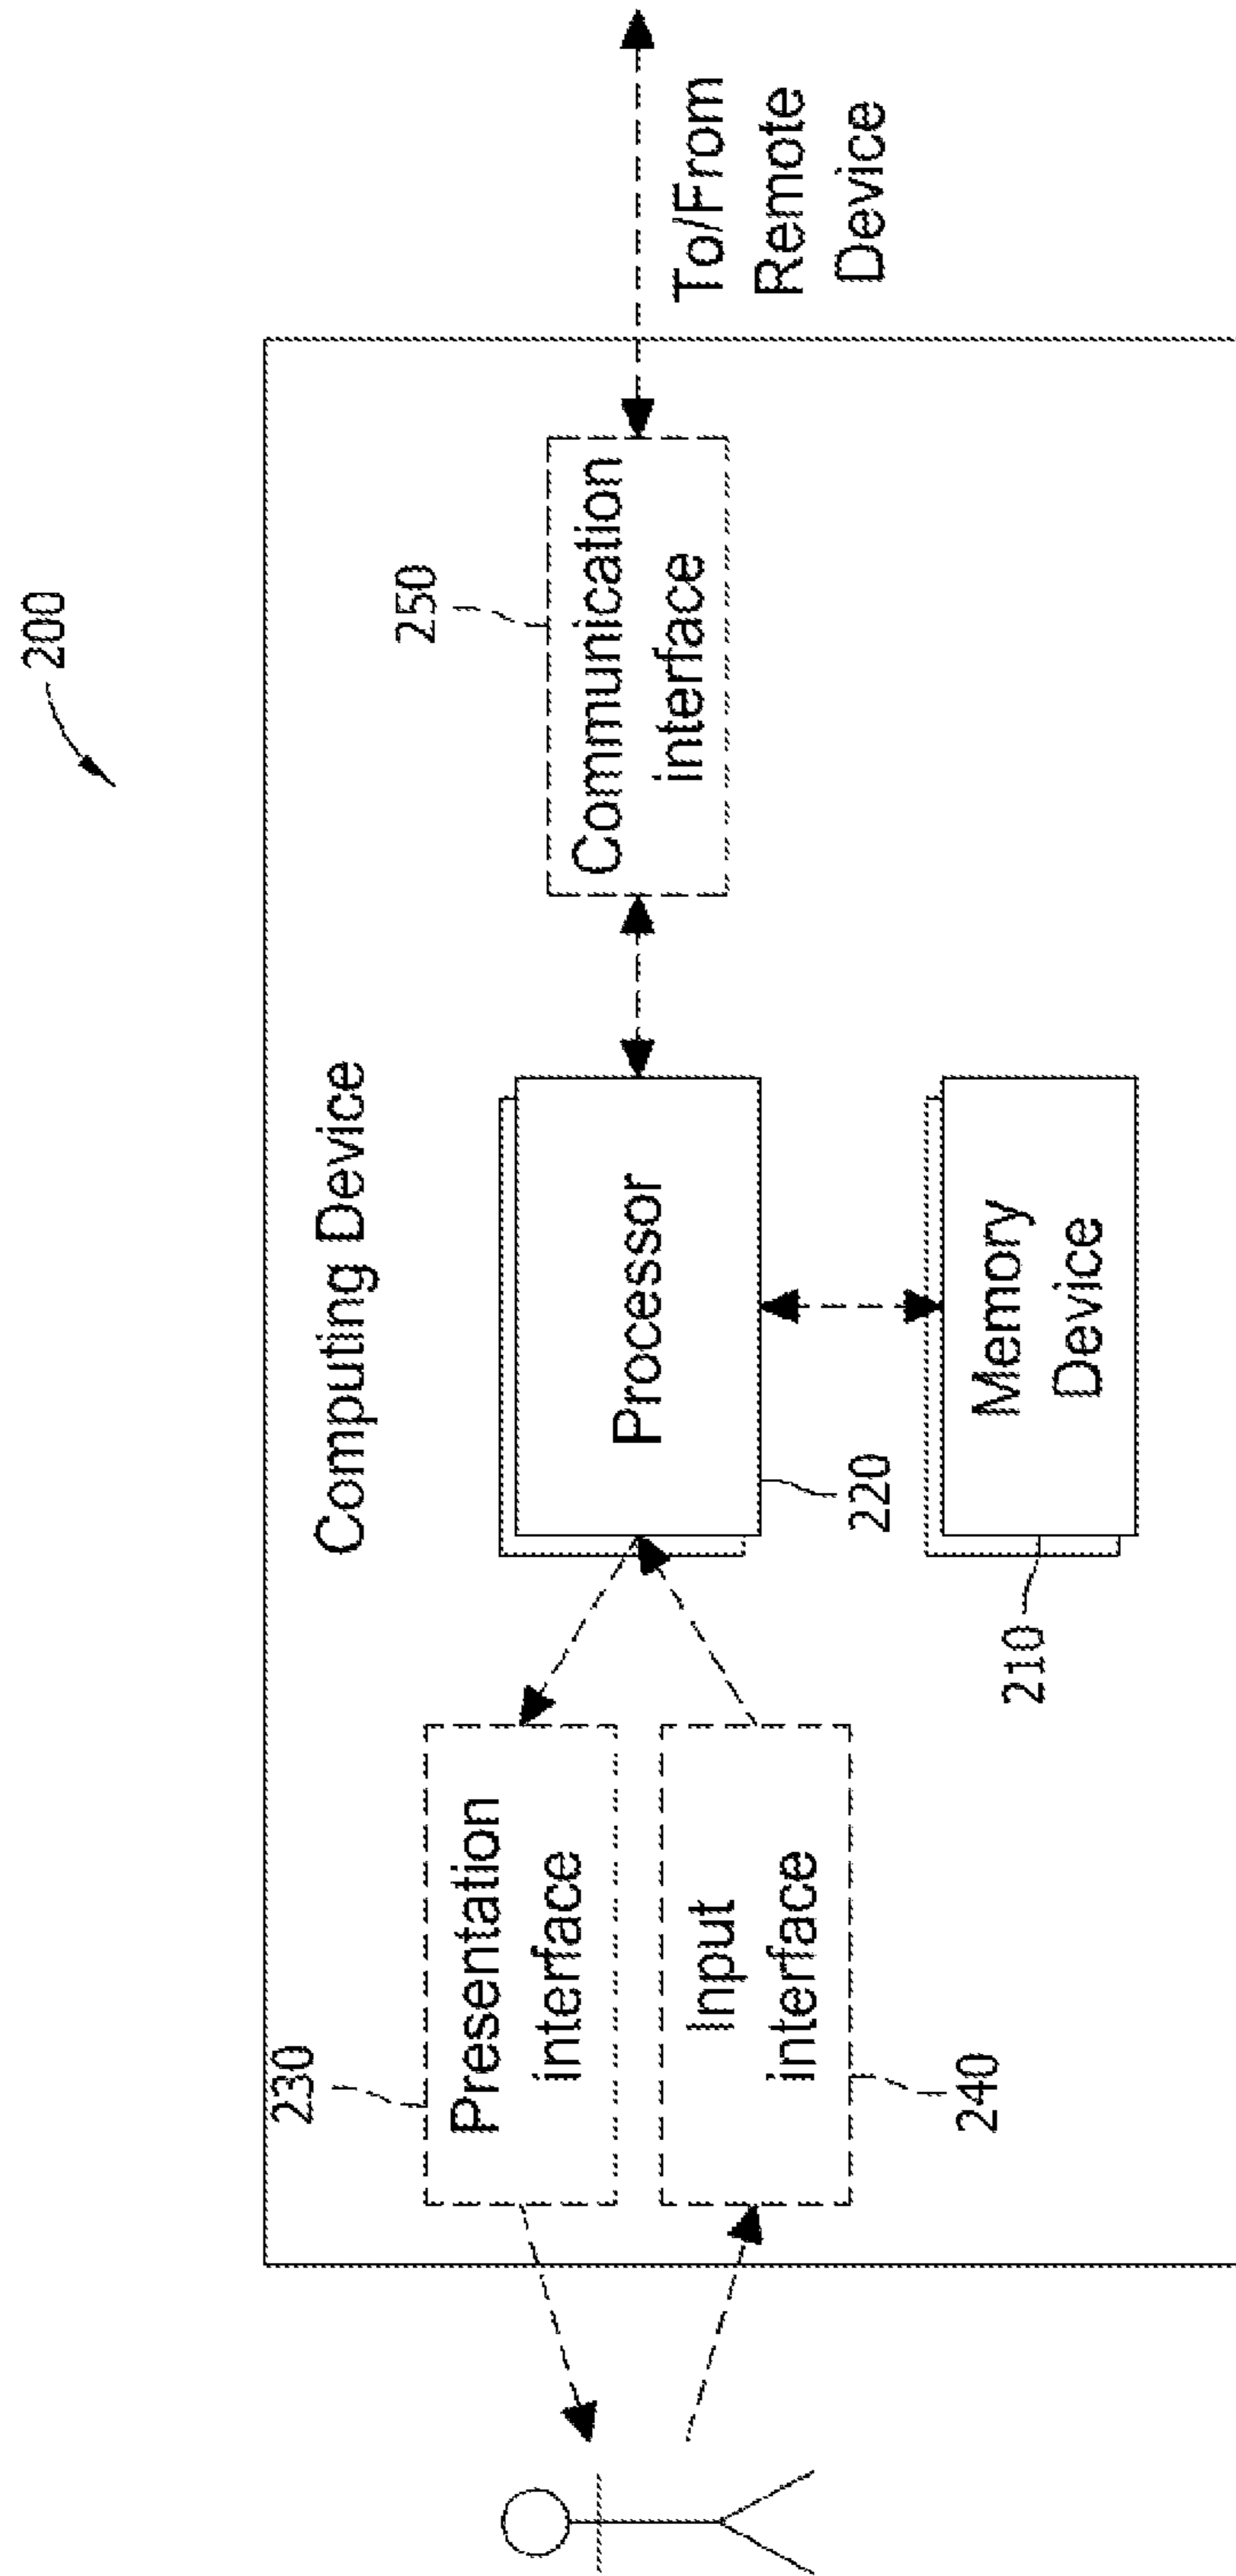 200
Computing Device
230
Presentation
interface
Input
interface
240
Processor
220
Memory
Device
210
250
Communication
interface
To/From
Remote
Device